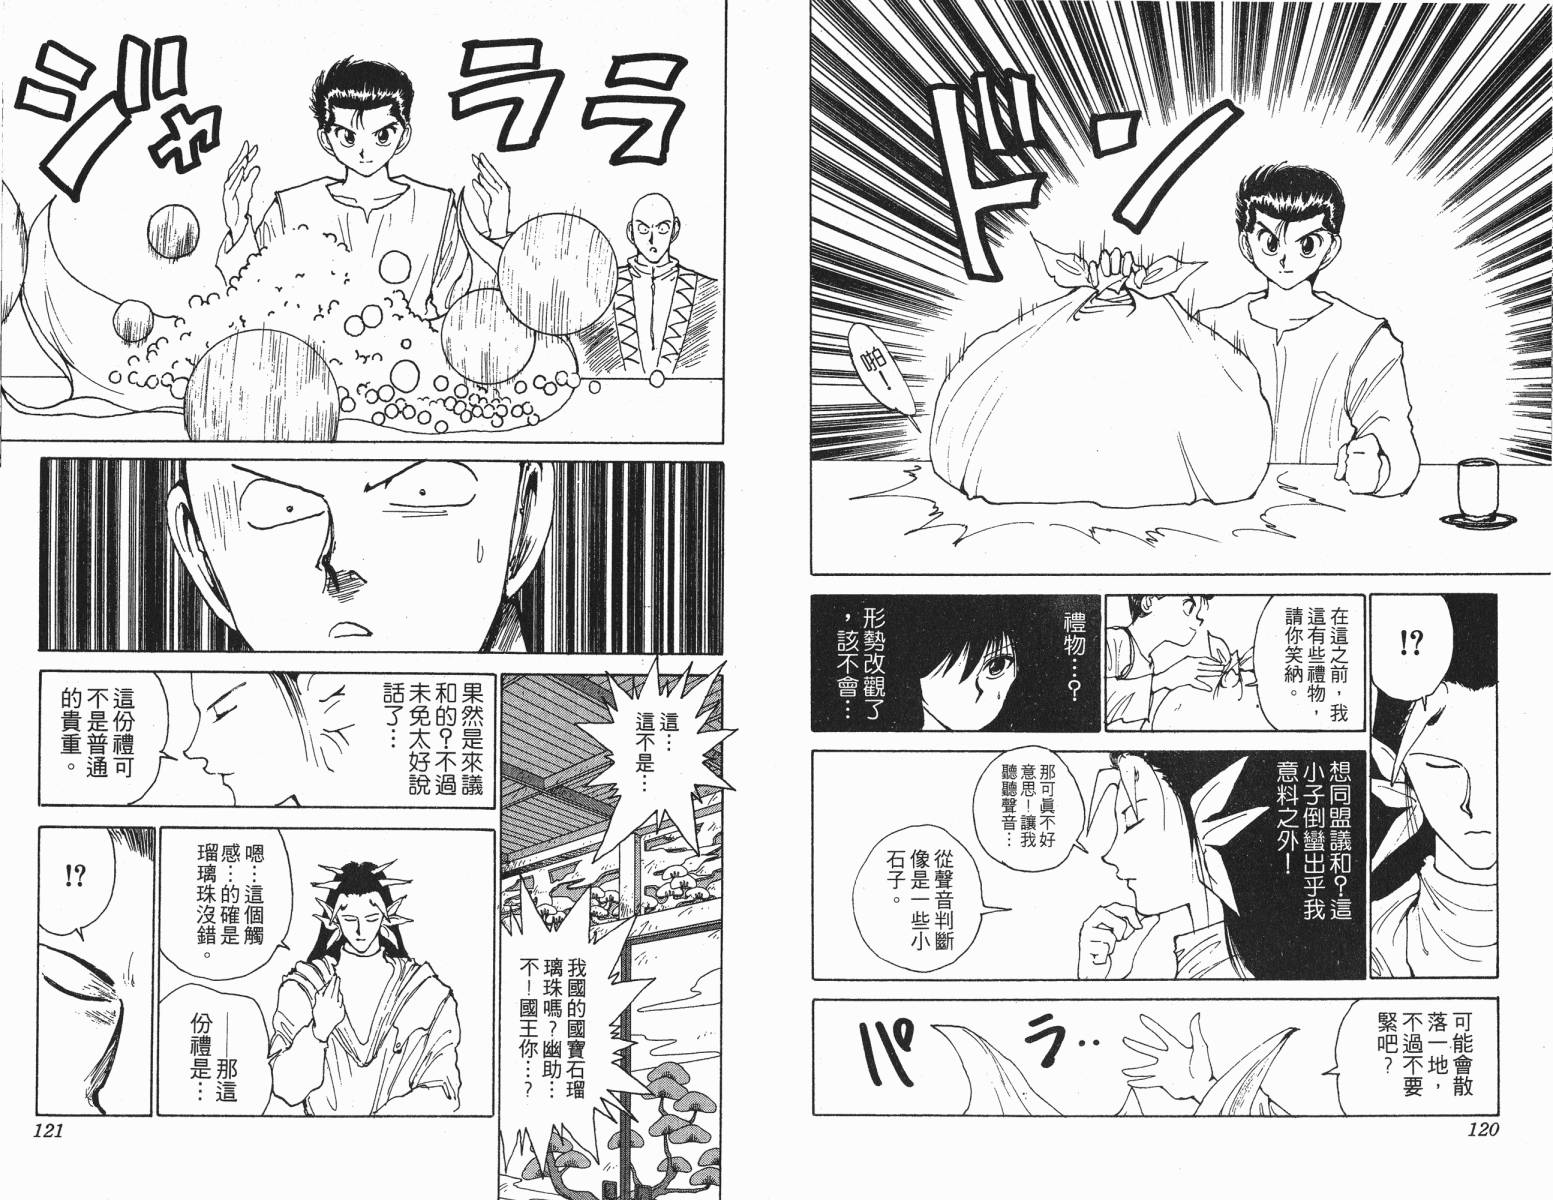 ドン
啪！
!?
在這之前，我
這有些禮物，
請你笑納。
禮物…？
形勢改觀了
，該不會…
想同盟議和？這
小子倒蠻出乎我
意料之外！
那可真不好
意思！讓我
聽聽聲音…
從聲音判斷
像是一些小
石子。
可能會散
落一地，
不過不要
緊吧？
パラ‥
120
ジャララ
這…
這不是…
我國的國寶石瑠
璃珠嗎？幽助…
不！國王你…？
果然是來議
和的？不過
未免太好說
話了…
這份禮可
不是普通
的貴重。
嗯…這個觸
感…的確是
瑠璃珠沒錯。
──那這
份禮是…
!?
121